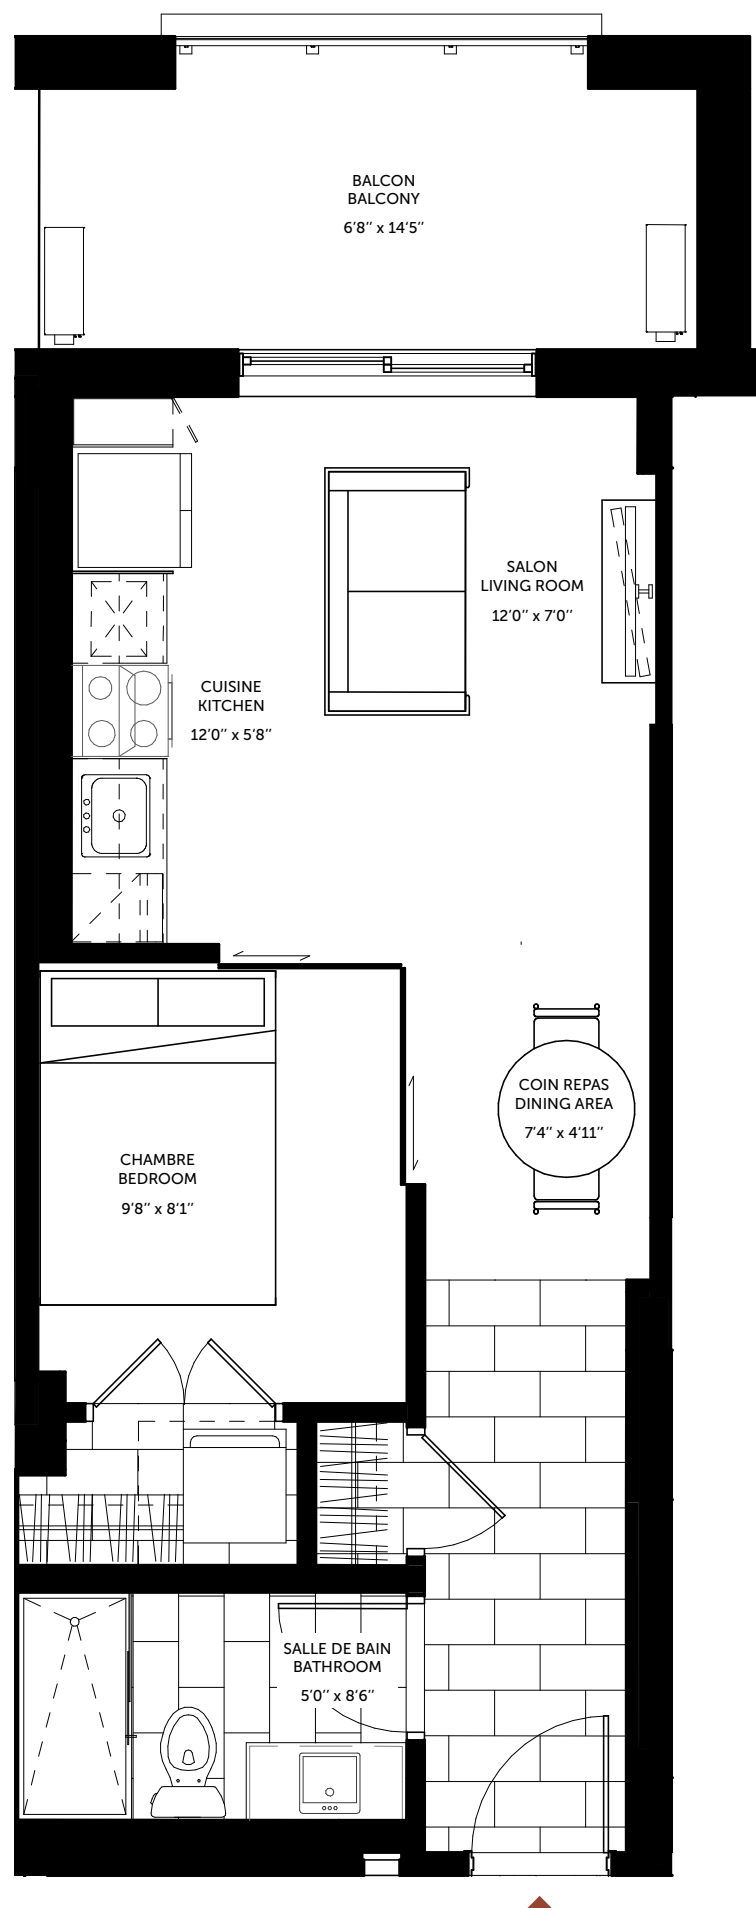 BALCON
BALCONY
6'8'' x 14'5''
SALON
LIVING ROOM
12'0'' x 7'0''
CUISINE
KITCHEN
12'0'' x 5'8''
COIN REPAS
DINING AREA
7'4'' x 4'11''
CHAMBRE
BEDROOM
9'8'' x 8'1''
SALLE DE BAIN
BATHROOM
5'0'' x 8'6''